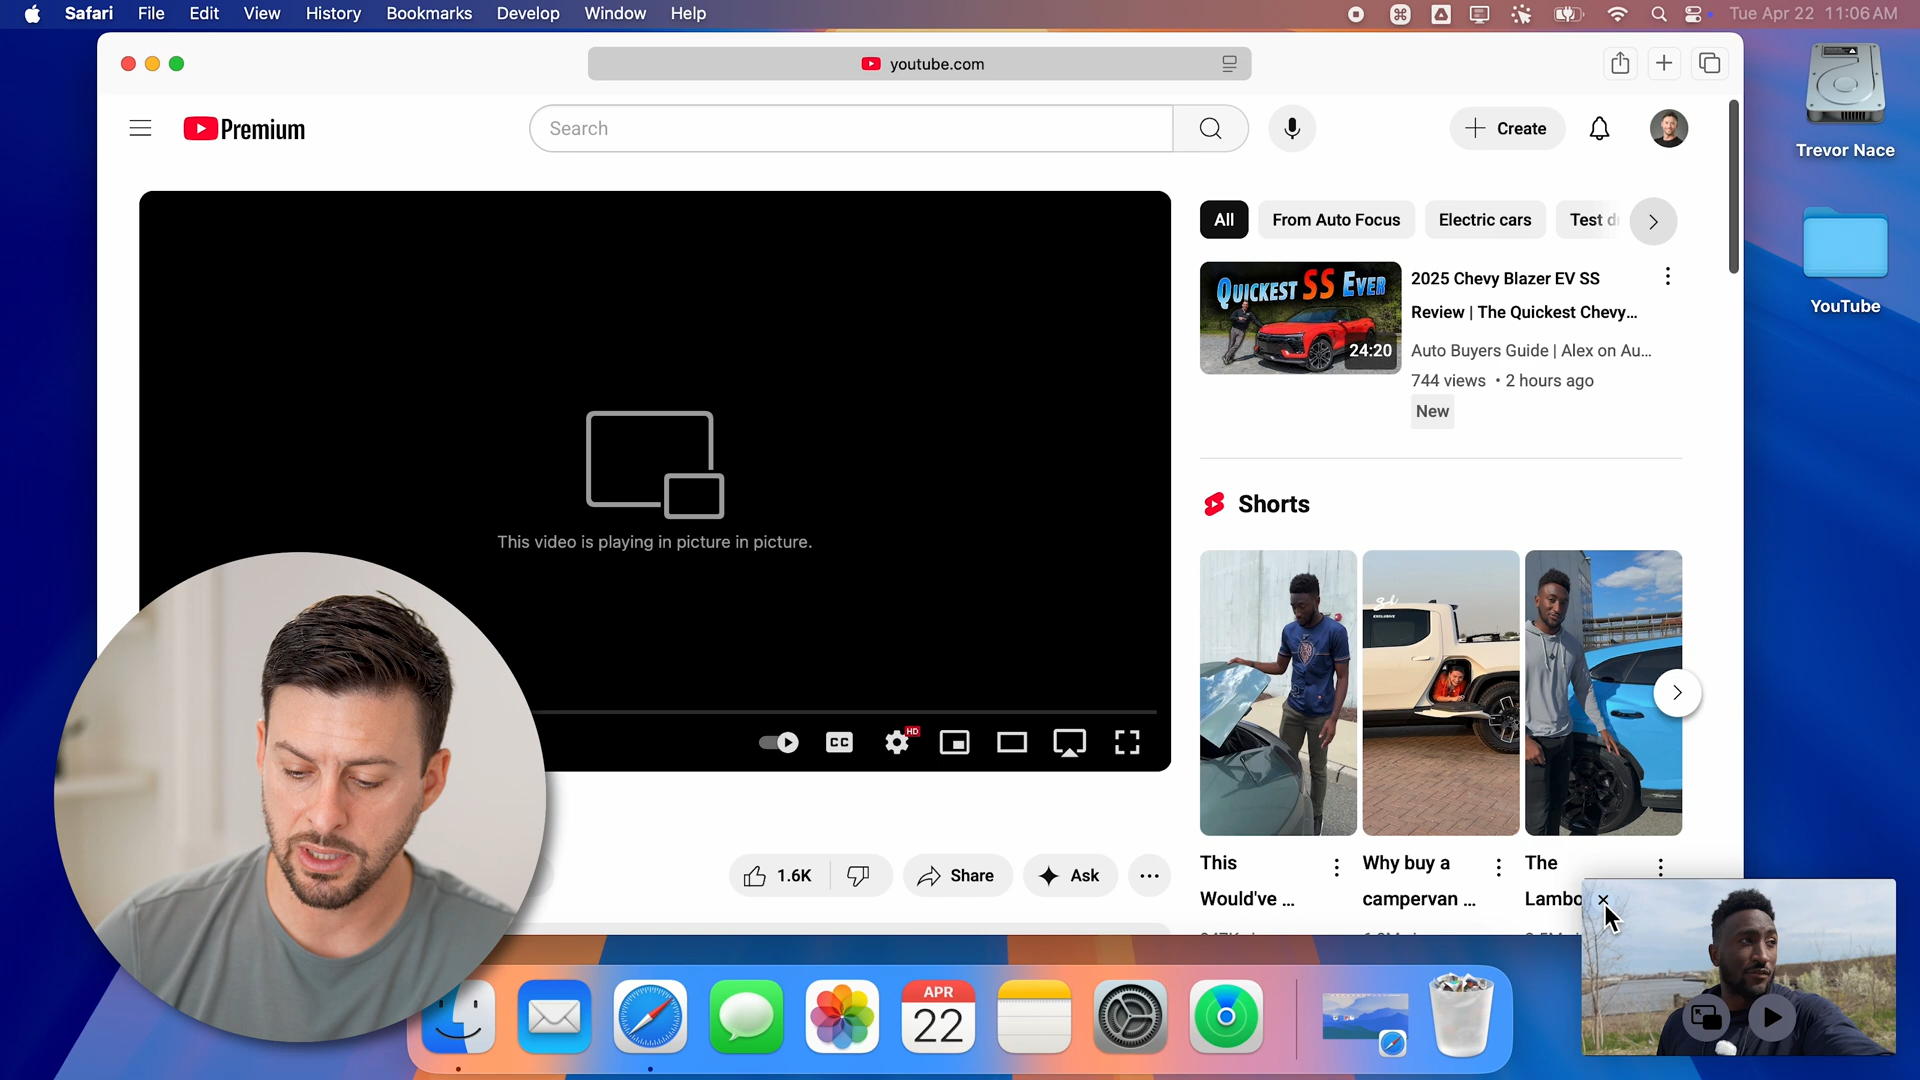 Safari File Edit View History Bookmarks Develop Window Help
Tue Apr 22 11:06 AM
youtube.com
Premium
Search
Create
Trevor Nace
YouTube
This video is playing in picture in picture.
CC
HD
1.6K
Share
Ask
All
From Auto Focus
Electric cars
QUICKEST SS EVER
24:20
2025 Chevy Blazer EV SS
Review | The Quickest Chevy...
Auto Buyers Guide | Alex on Au...
744 views • 2 hours ago
New
Shorts
This
Would've ...
Why buy a
campervan ...
The
APR
22